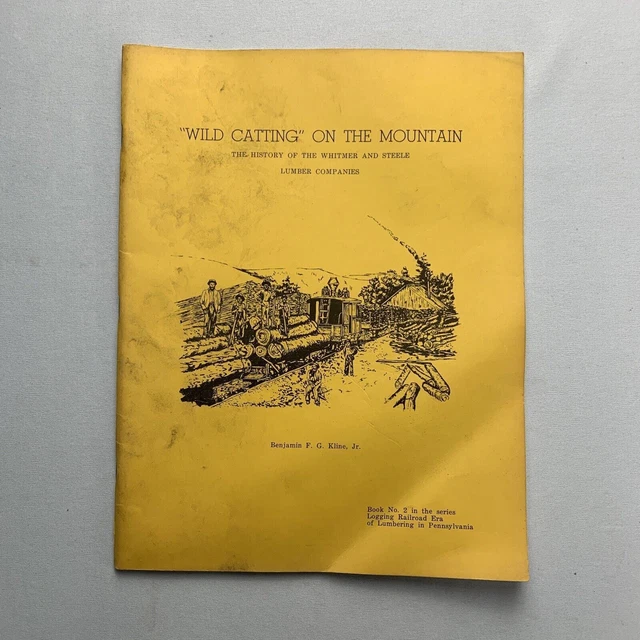 "WILD CATTING" ON THE MOUNTAIN
THE HISTORY OF THE WHITMER AND STEELE
LUMBER COMPANIES
Benjamin F. G. Kline, Jr.
Book No. 2 in the series
Logging Railroad Era
of Lumbering in Pennsylvania